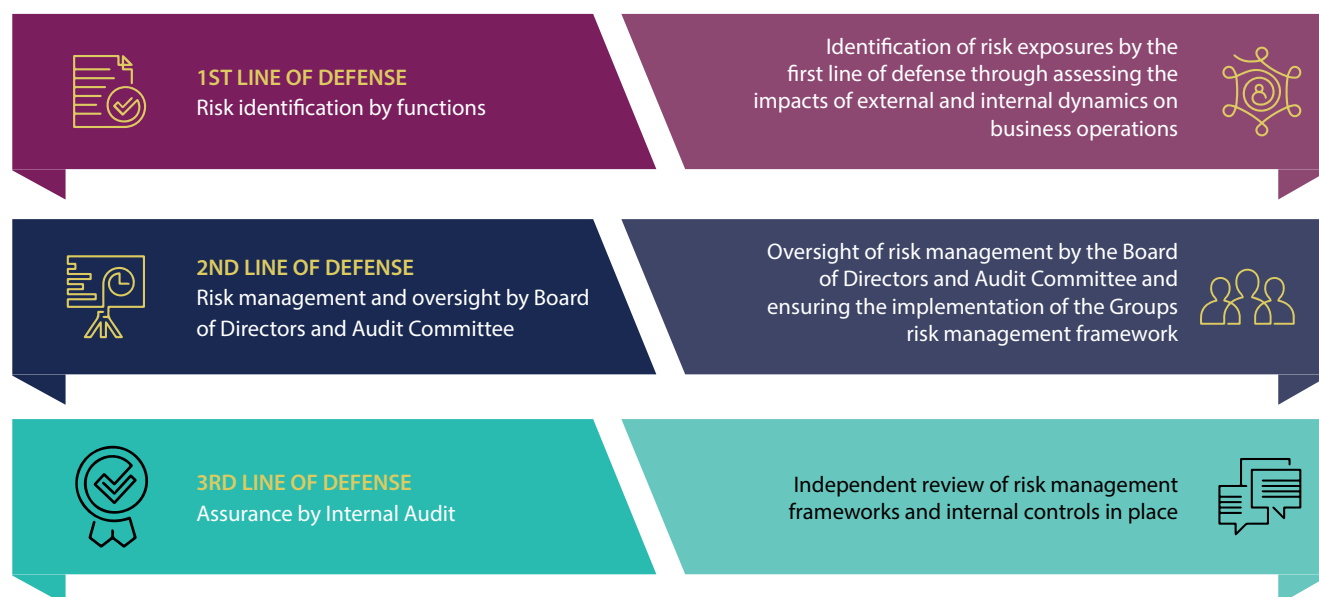 1ST LINE OF DEFENSE
Risk identification by functions
Identification of risk exposures by the
first line of defense through assessing the
impacts of external and internal dynamics on
business operations
2ND LINE OF DEFENSE
Risk management and oversight by Board
of Directors and Audit Committee
Oversight of risk management by the Board
of Directors and Audit Committee and
ensuring the implementation of the Groups
risk management framework
3RD LINE OF DEFENSE
Assurance by Internal Audit
Independent review of risk management
frameworks and internal controls in place